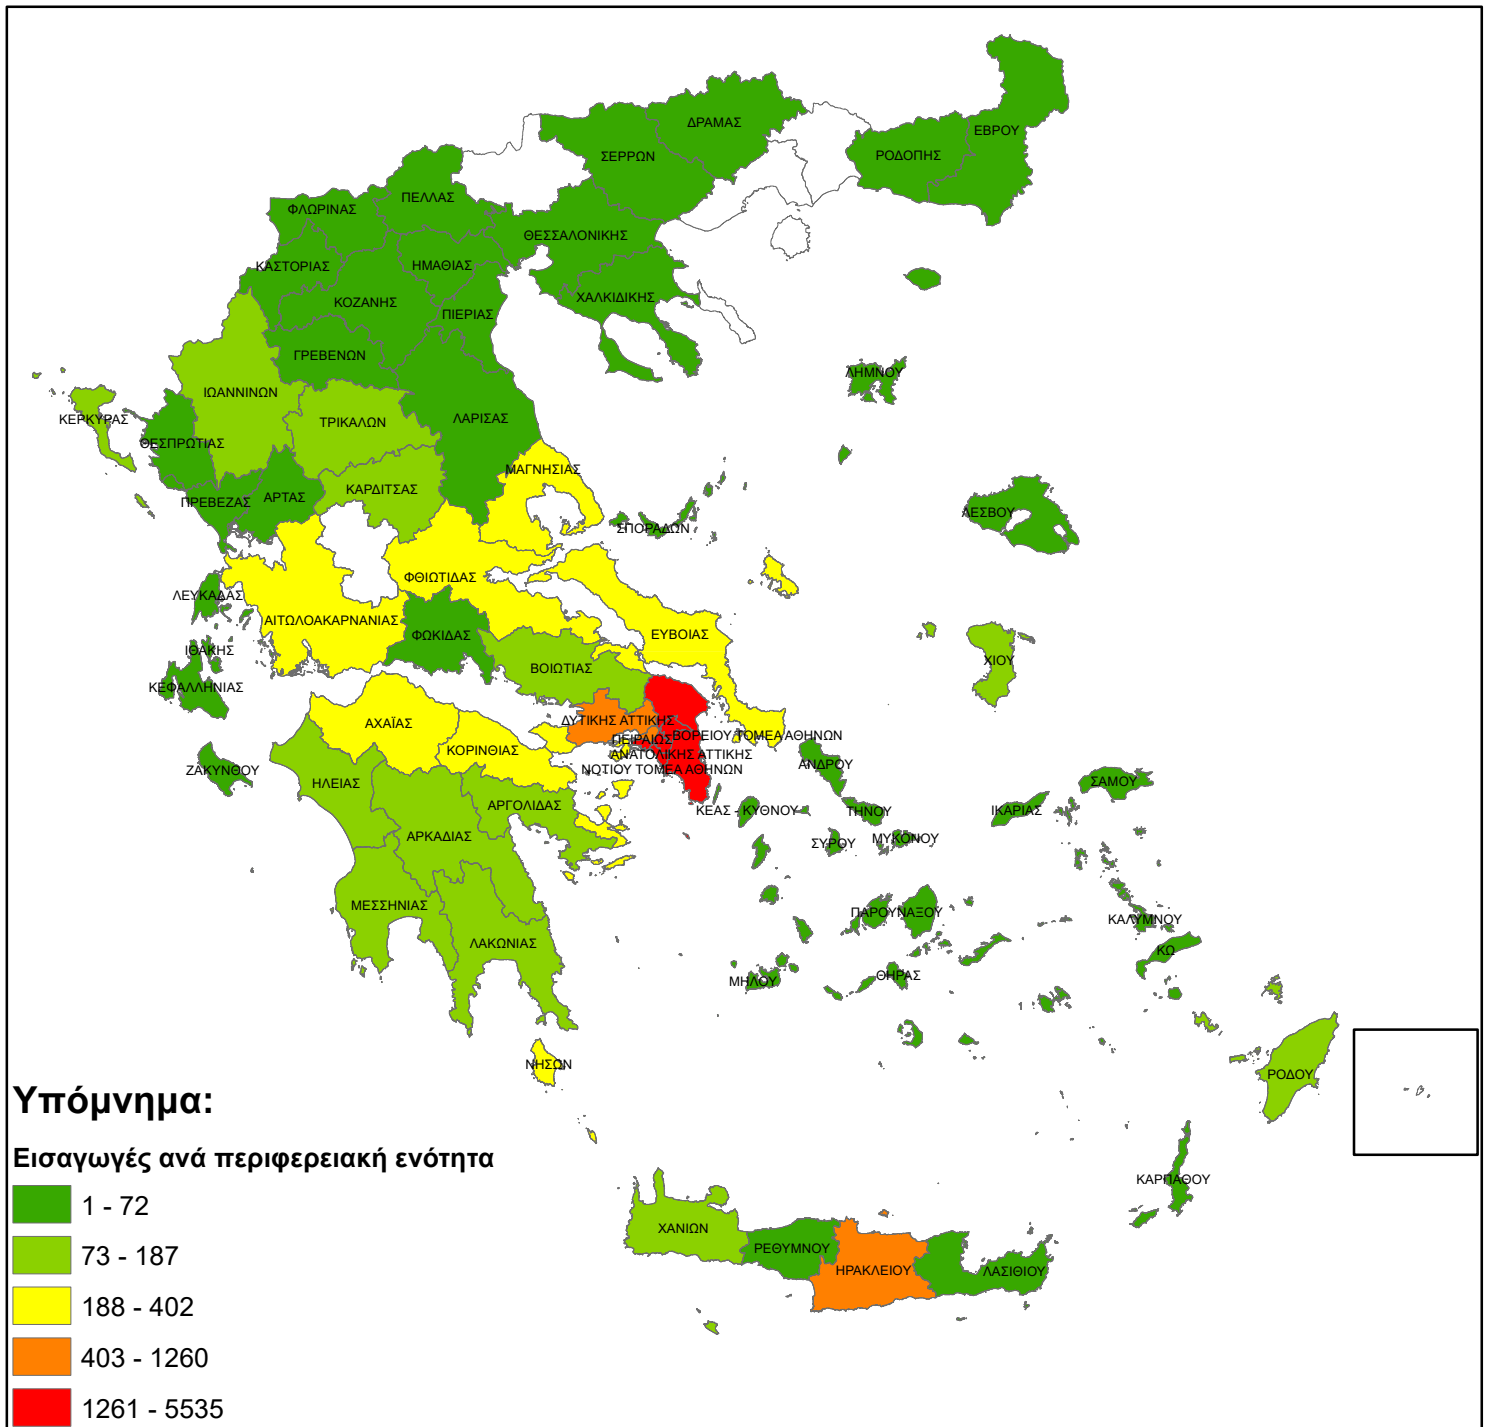 ΔΡΑΜΑΣ
ΕΒΡΟΥ
ΣΕΡΡΩΝ
ΡΟΔΟΠΗΣ
ΠΕΛΛΑΣ
ΦΛΩΡΙΝΑΣ
ΘΕΣΣΑΛΟΝΙΚΗΣ
ΚΑΣΤΟΡΙΑΣ
ΗΜΑΘΙΑΣ
ΧΑΛΚΙΔΙΚΗΣ
ΚΟΖΑΝΗΣ
ΠΙΕΡΙΑΣ
ΓΡΕΒΕΝΩΝ
ΛΗΜΝΟΥ
ΙΩΑΝΝΙΝΩΝ
ΚΕΡΚΥΡΑΣ
ΤΡΙΚΑΛΩΝ
ΛΑΡΙΣΑΣ
ΘΕΣΠΡΩΤΙΑΣ
ΜΑΓΝΗΣΙΑΣ
ΚΑΡΔΙΤΣΑΣ
ΠΡΕΒΕΖΑΣ
ΑΡΤΑΣ
ΛΕΣΒΟΥ
ΣΠΟΡΑΔΩΝ
ΦΘΙΩΤΙΔΑΣ
ΛΕΥΚΑΔΑΣ
ΑΙΤΩΛΟΑΚΑΡΝΑΝΙΑΣ
ΦΩΚΙΔΑΣ
ΕΥΒΟΙΑΣ
ΙΘΑΚΗΣ
ΧΙΟΥ
ΒΟΙΩΤΙΑΣ
ΚΕΦΑΛΛΗΝΙΑΣ
ΑΧΑΪΑΣ
ΔΥΤΙΚΗΣ ΑΤΤΙΚΗΣ
ΒΟΡΕΙΟΥ ΤΟΜΕΑ ΑΘΗΝΩΝ
ΠΕΙΡΑΙΩΣ
ΚΟΡΙΝΘΙΑΣ
ΑΝΑΤΟΛΙΚΗΣ ΑΤΤΙΚΗΣ
ΖΑΚΥΝΘΟΥ
ΝΟΤΙΟΥ ΤΟΜΕΑ ΑΘΗΝΩΝ
ΑΝΔΡΟΥ
ΗΛΕΙΑΣ
ΣΑΜΟΥ
ΑΡΓΟΛΙΔΑΣ
ΚΕΑΣ - ΚΥΘΝΟΥ
ΤΗΝΟΥ
ΙΚΑΡΙΑΣ
ΑΡΚΑΔΙΑΣ
ΣΥΡΟΥ
ΜΥΚΟΝΟΥ
ΜΕΣΣΗΝΙΑΣ
ΠΑΡΟΥ
ΝΑΞΟΥ
ΚΑΛΥΜΝΟΥ
ΛΑΚΩΝΙΑΣ
ΚΩ
ΜΗΛΟΥ
ΘΗΡΑΣ
ΝΗΣΩΝ
ΡΟΔΟΥ
ΚΑΡΠΑΘΟΥ
ΧΑΝΙΩΝ
ΡΕΘΥΜΝΟΥ
ΗΡΑΚΛΕΙΟΥ
ΛΑΣΙΘΙΟΥ
Υπόμνημα:
Εισαγωγές ανά περιφερειακή ενότητα
1 - 72
73 - 187
188 - 402
403 - 1260
1261 - 5535